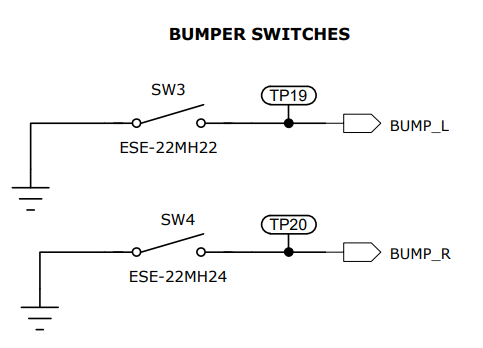 BUMPER SWITCHES
SW3
TP19
BUMP_L
ESE-22MH22
SW4
TP20
BUMP_R
ESE-22MH24